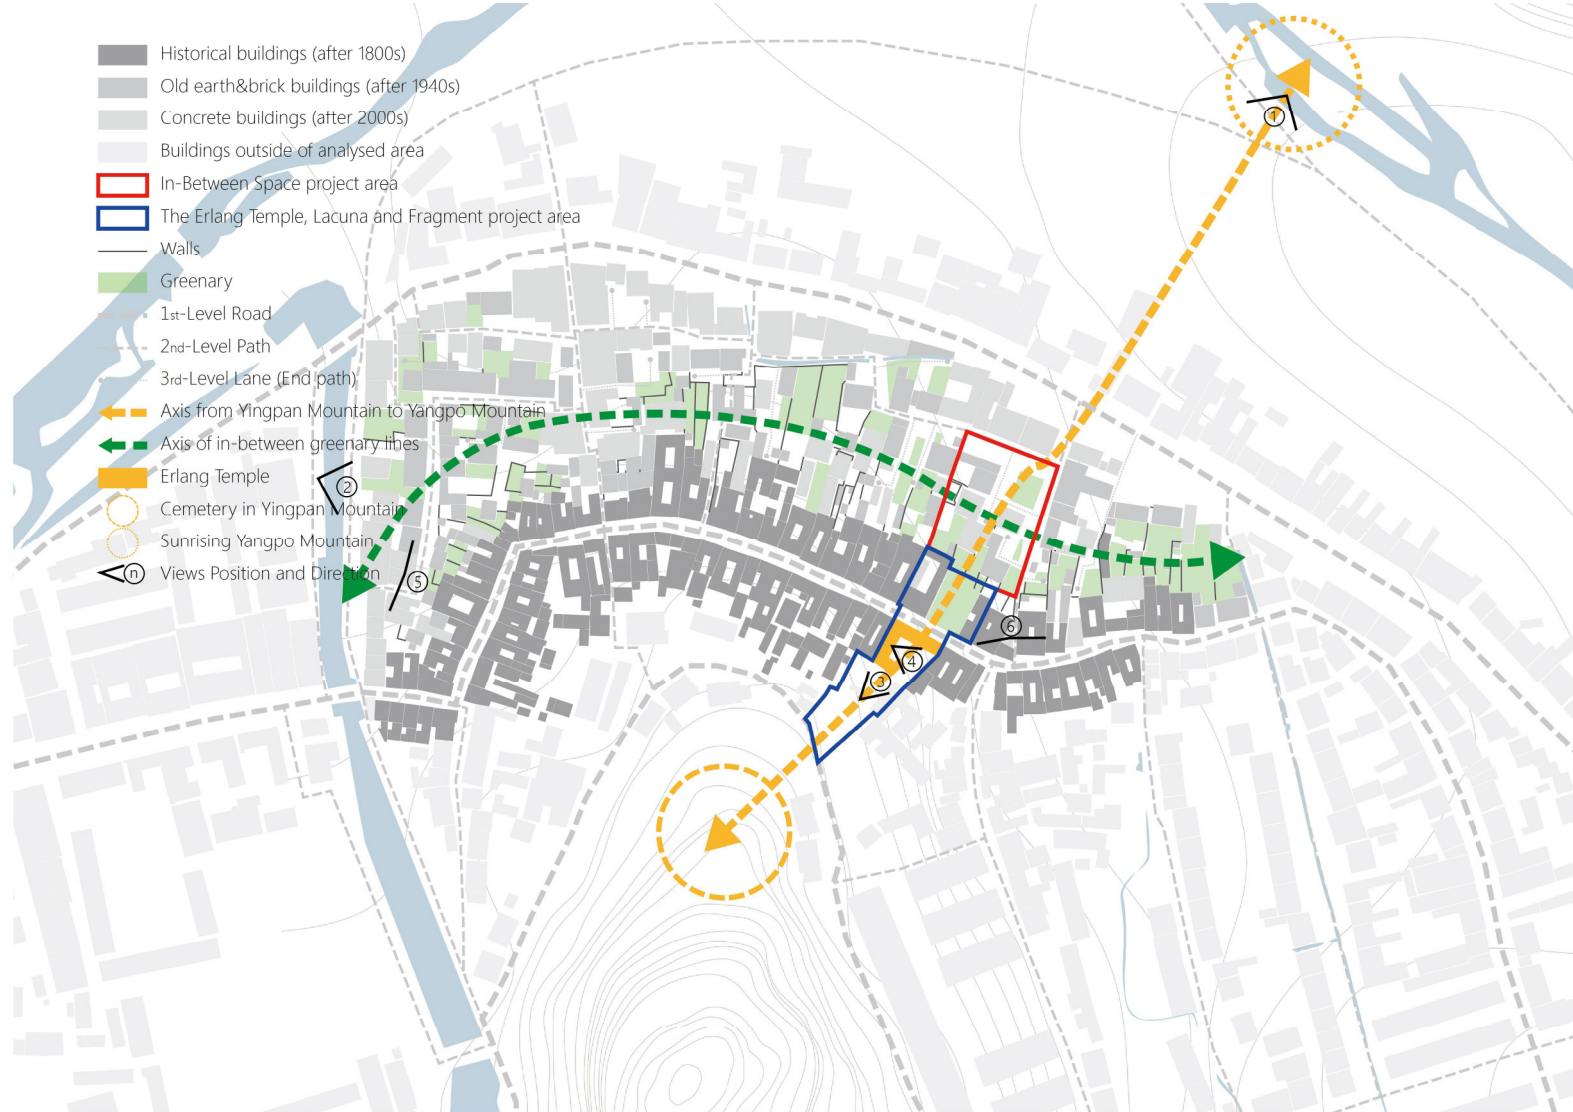 Historical buildings (after 1800s)
Old earth&brick buildings (after 1940s)
Concrete buildings (after 2000s)
Buildings outside of analysed area
In-Between Space project area
The Erlang Temple, Lacuna and Fragment project area
Walls
Greenary
1st-Level Road
2nd-Level Path
3rd-Level Lane (End path)
Axis from Yingpan Mountain to Yangpo Mountain
Axis of in-between greenary lines
Erlang Temple
Cemetery in Yingpan Mountain
Sunrising Yangpo Mountain
n Views Position and Direction
1
2
5
6
4
3